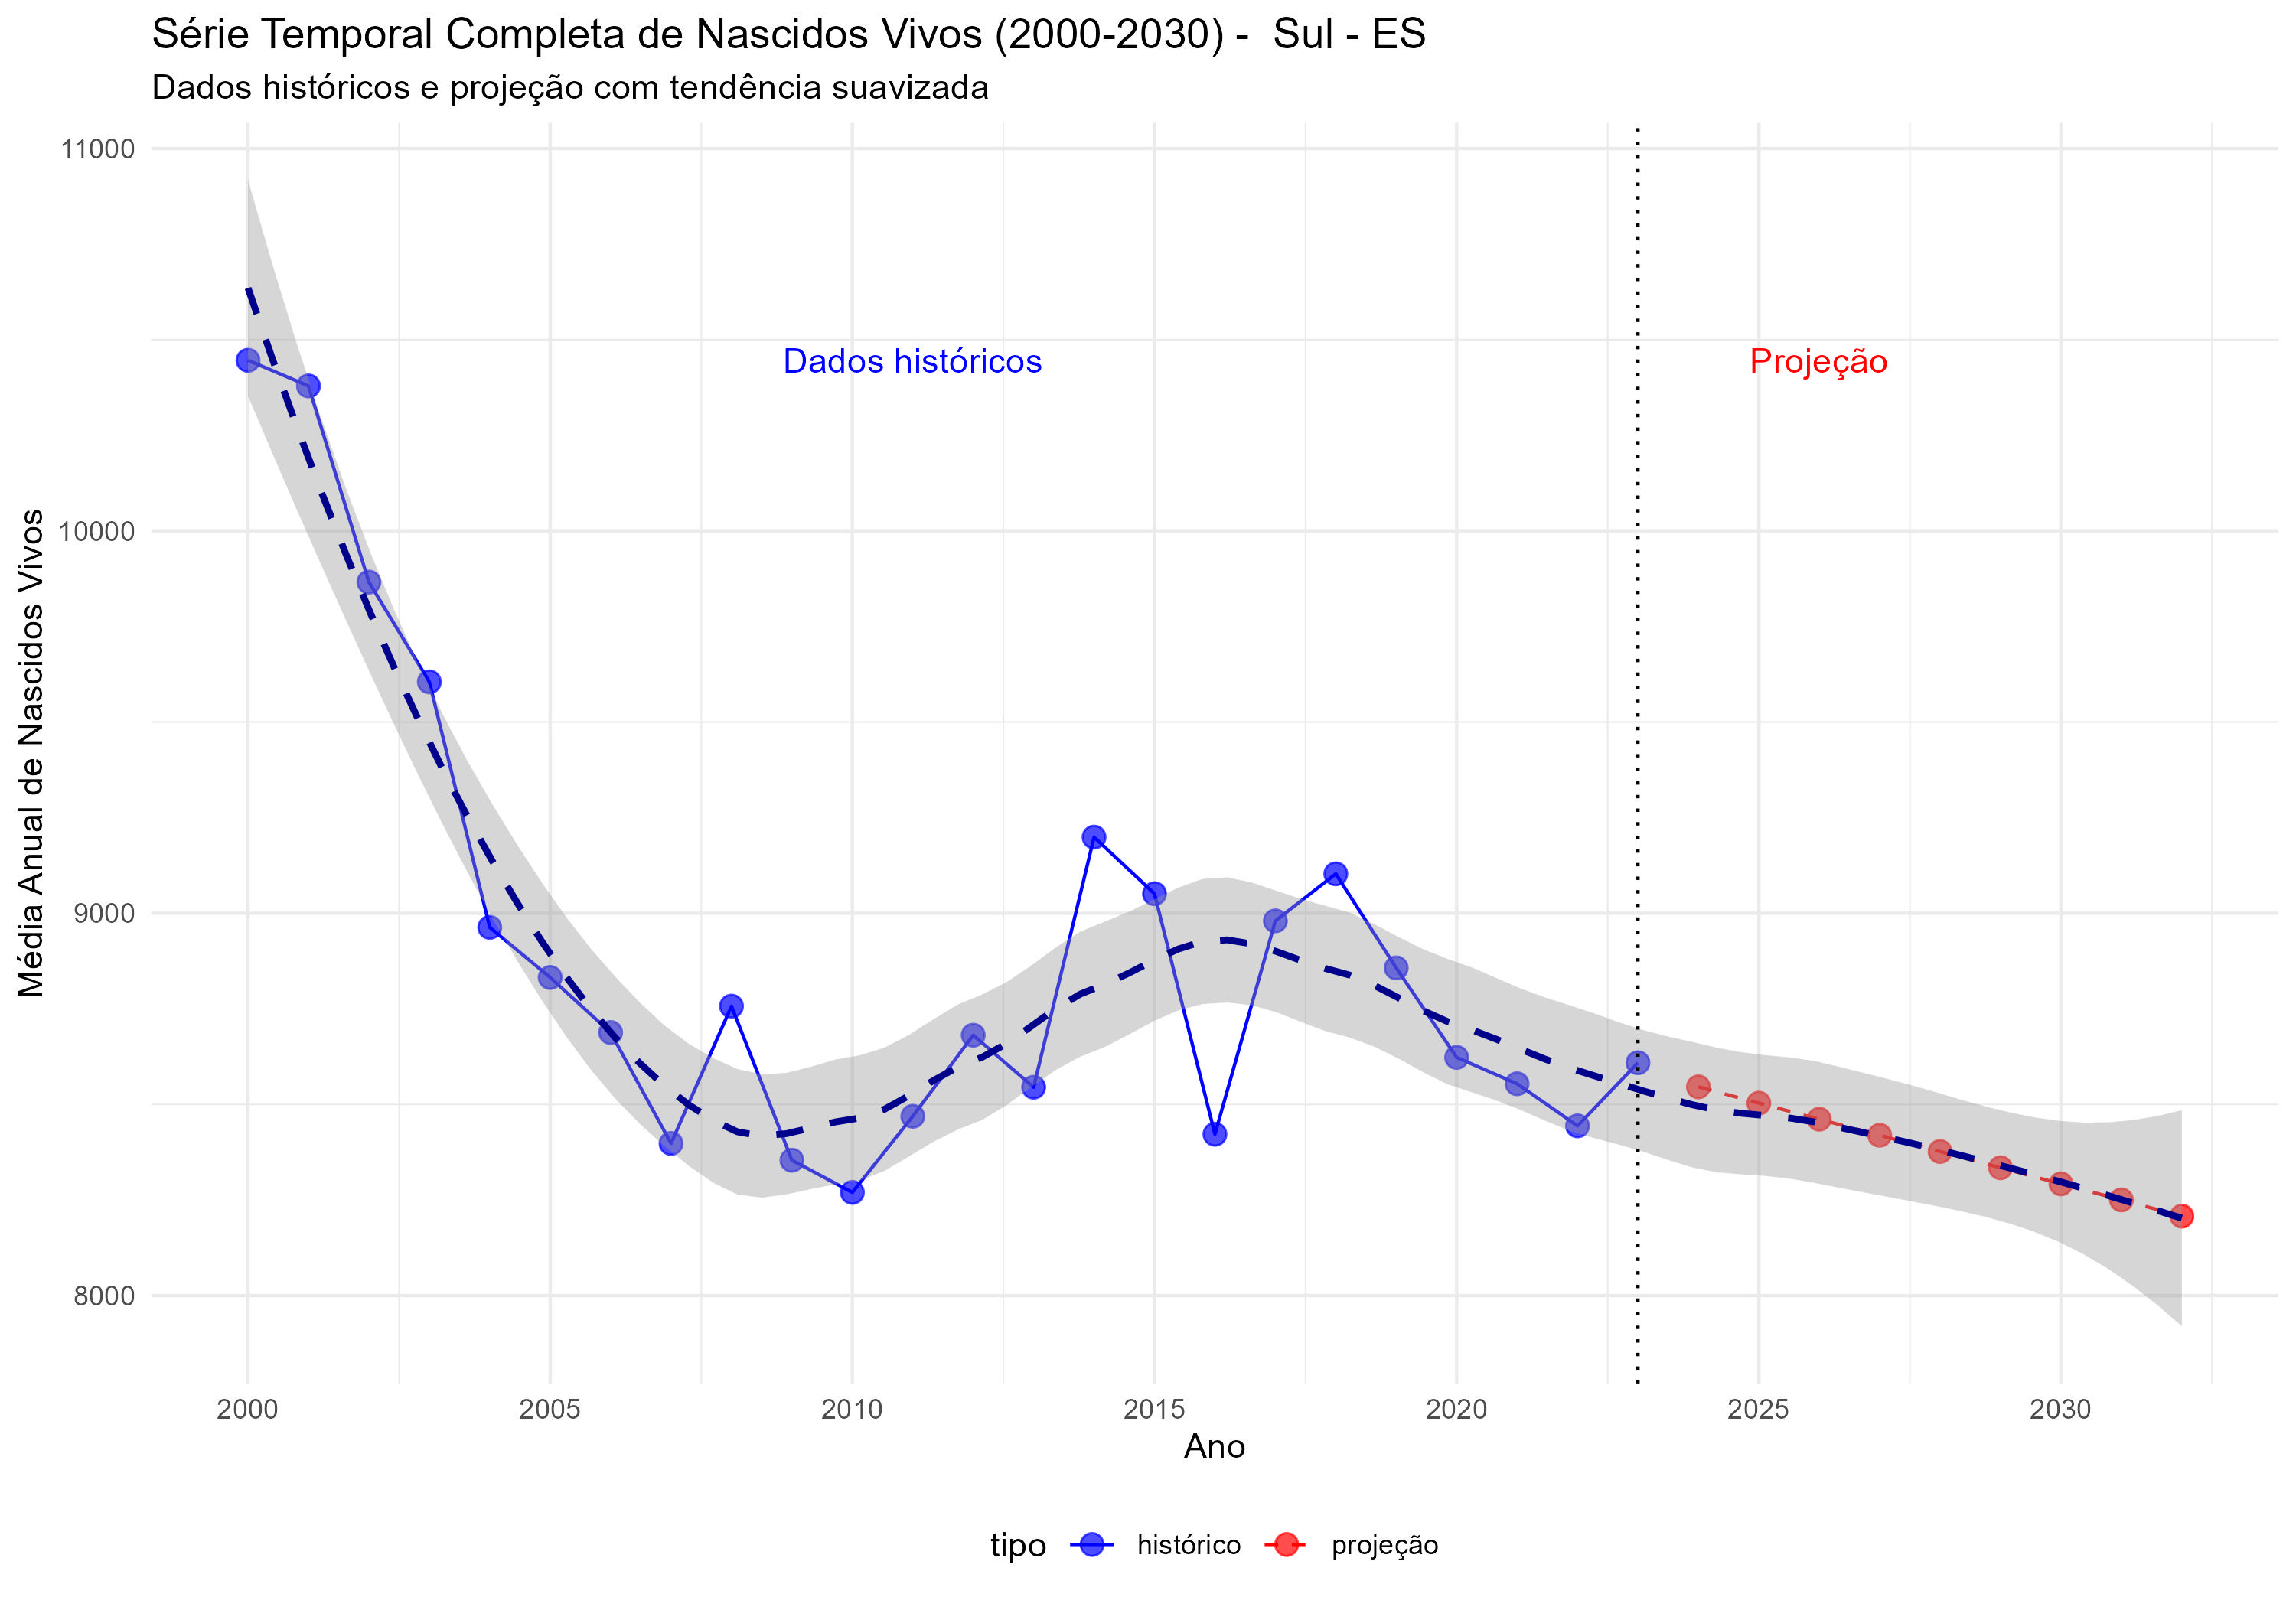 Série Temporal Completa de Nascidos Vivos (2000-2030) -  Sul - ES
Dados históricos e projeção com tendência suavizada
Média Anual de Nascidos Vivos
11000
10000
9000
8000
Dados históricos
Projeção
2000
2005
2010
2015
2020
2025
2030
Ano
tipo
histórico
projeção